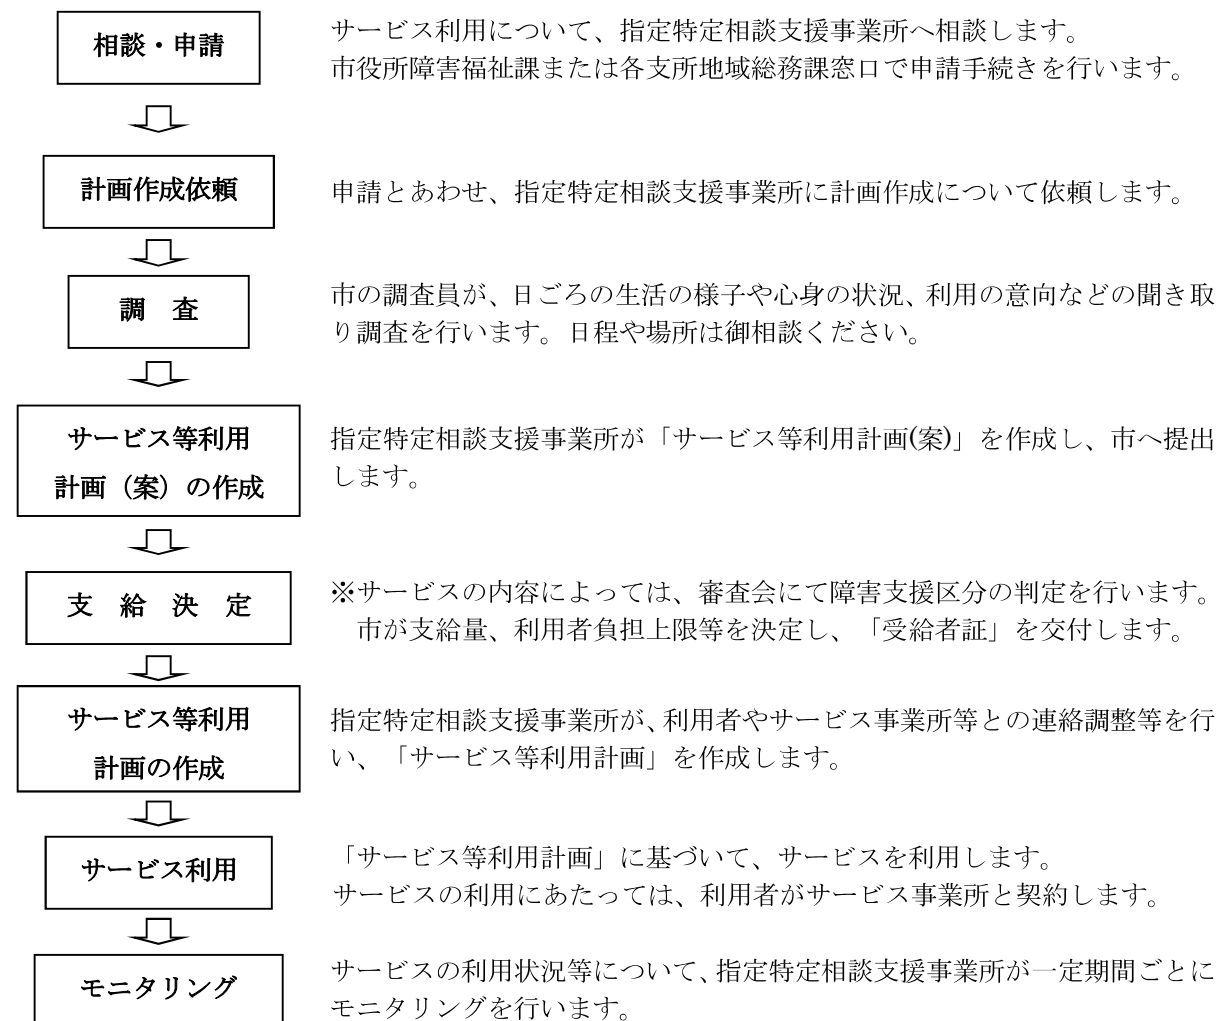 相談・申請
サービス利用について、指定特定相談支援事業所へ相談します。
市役所障害福祉課または各支所地域総務課窓口で申請手続きを行います。
計画作成依頼
申請とあわせ、指定特定相談支援事業所に計画作成について依頼します。
調　査
市の調査員が、日ごろの生活の様子や心身の状況、利用の意向などの聞き取
り調査を行います。日程や場所は御相談ください。
サービス等利用
計画（案）の作成
指定特定相談支援事業所が「サービス等利用計画(案)」を作成し、市へ提出
します。
支　給　決　定
※サービスの内容によっては、審査会にて障害支援区分の判定を行います。
市が支給量、利用者負担上限等を決定し、「受給者証」を交付します。
サービス等利用
計画の作成
指定特定相談支援事業所が、利用者やサービス事業所等との連絡調整等を行
い、「サービス等利用計画」を作成します。
サービス利用
「サービス等利用計画」に基づいて、サービスを利用します。
サービスの利用にあたっては、利用者がサービス事業所と契約します。
モニタリング
サービスの利用状況等について、指定特定相談支援事業所が一定期間ごとに
モニタリングを行います。